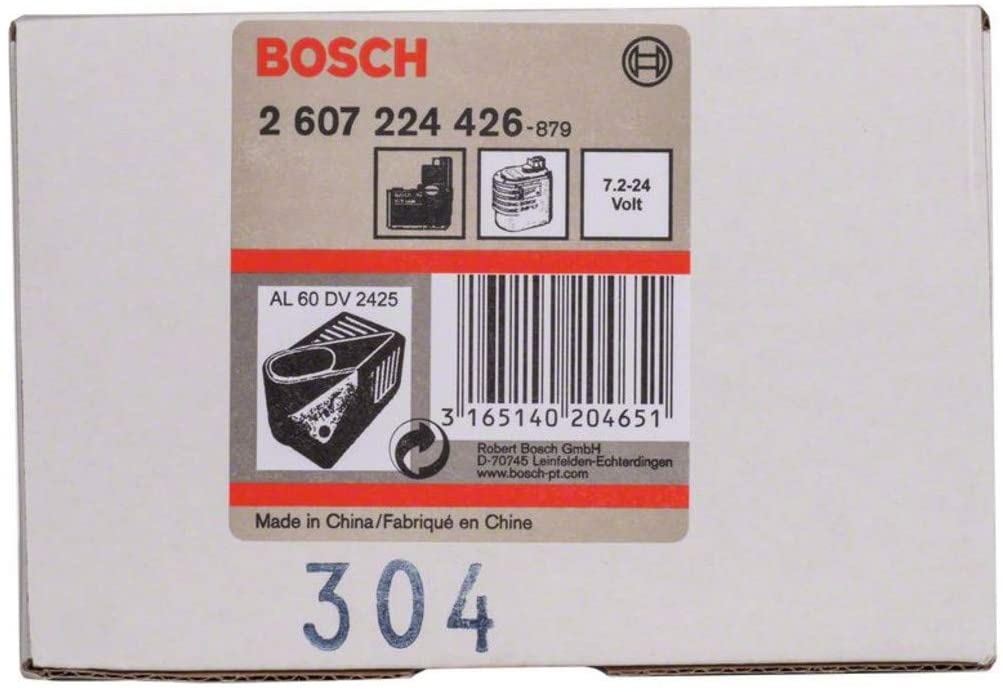 BOSCH
2 607 224 426-879
7.2-24
Volt
AL 60 DV 2425
3 165140 204651
Robert Bosch GmbH
D-70745 Leinfelden-Echterdingen
www.bosch-pt.com
Made in China/Fabriqué en Chine
304